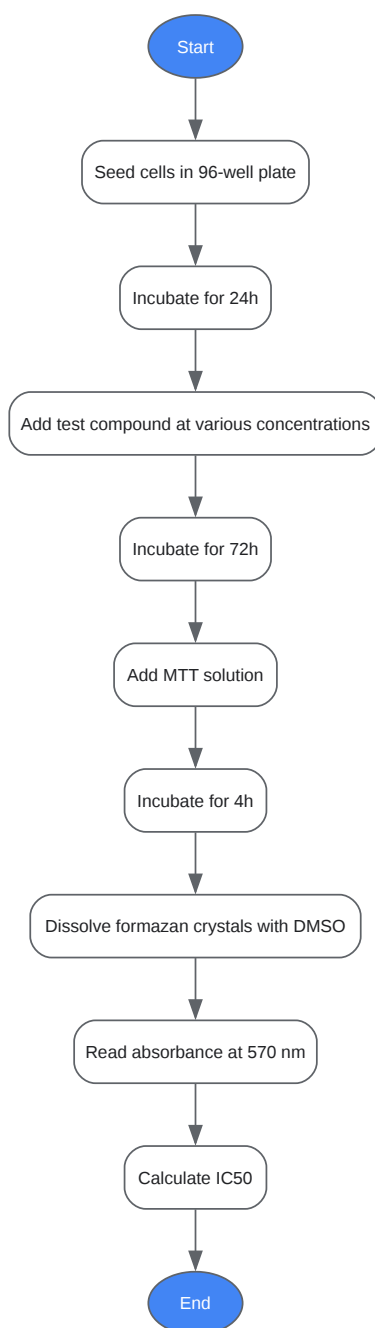 Start
Seed cells in 96-well plate
Incubate for 24h
Add test compound at various concentrations
Incubate for 72h
Add MTT solution
Incubate for 4h
Dissolve formazan crystals with DMSO
Read absorbance at 570 nm
Calculate IC50
End